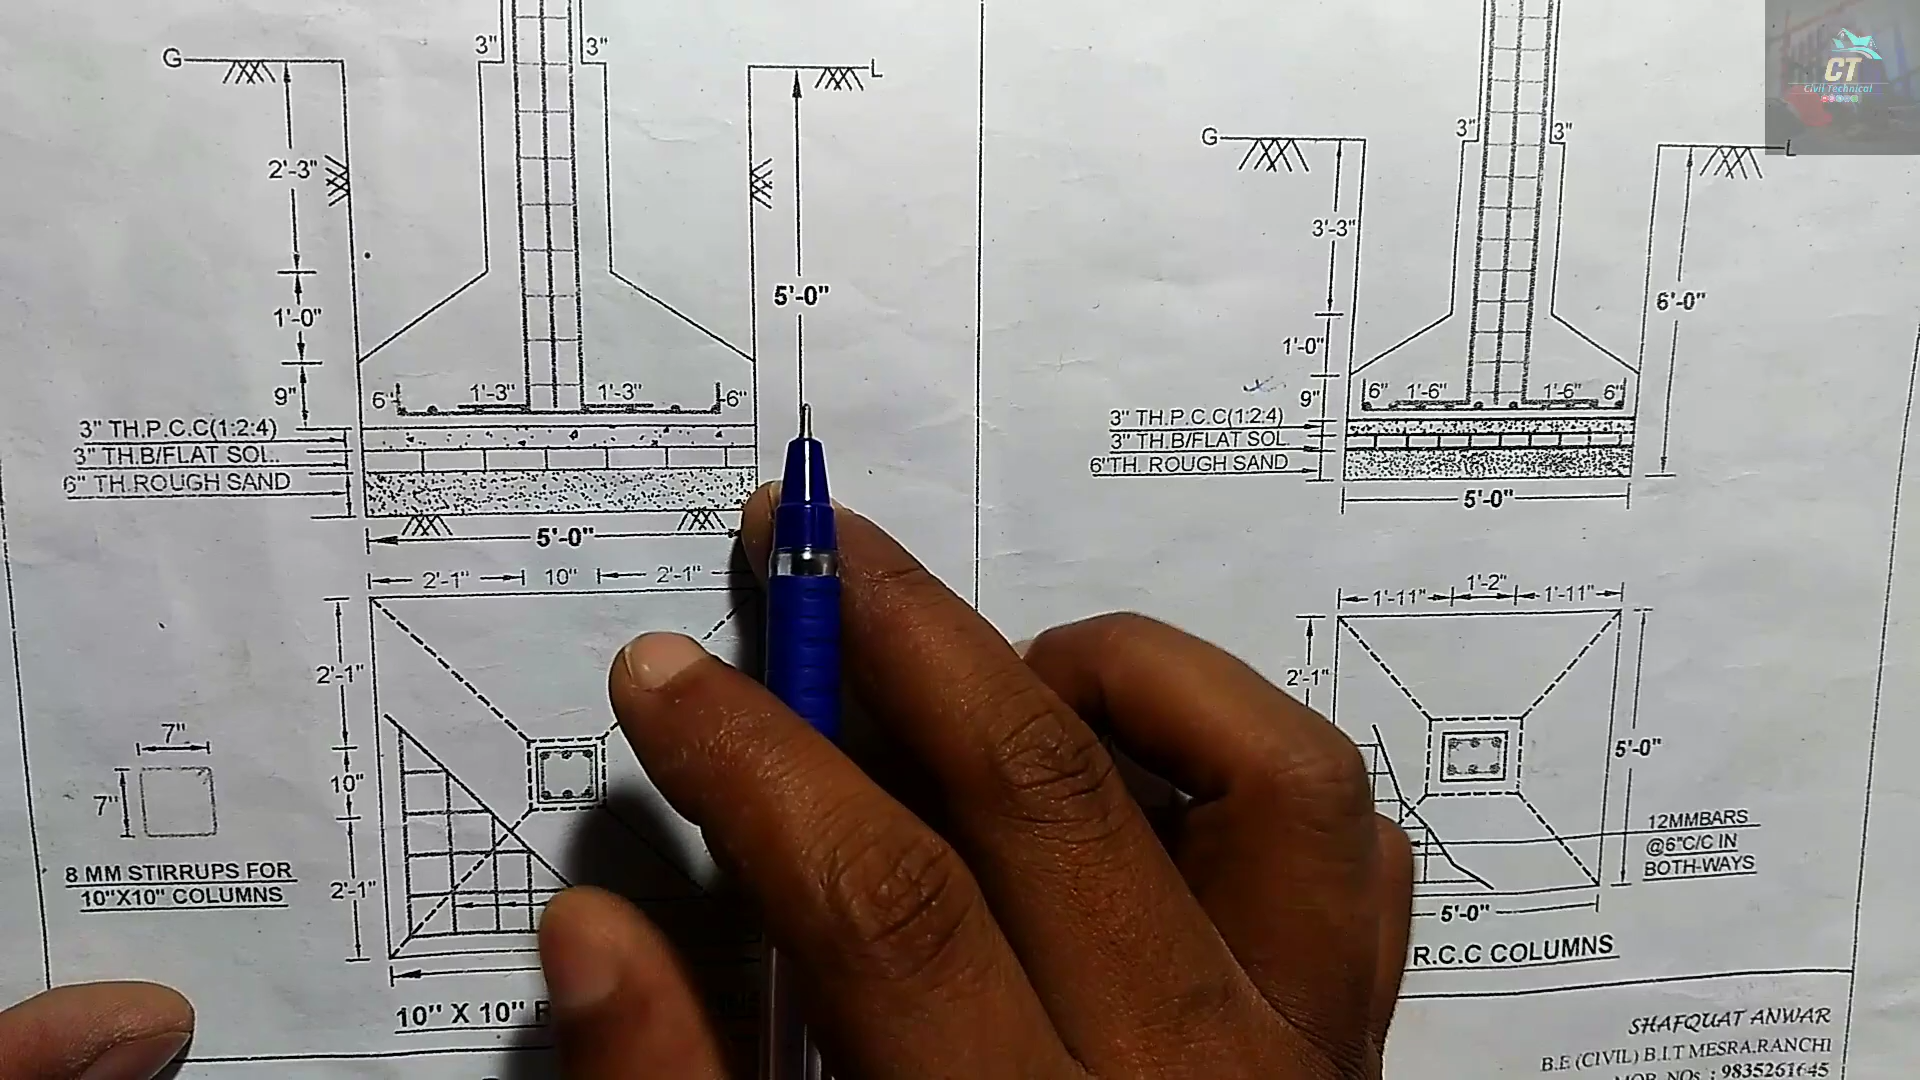 G
3"
3"
L
2'-3"
1'-0"
9"
6"
1'-3"
1'-3"
6"
5'-0"
3" TH.P.C.C(1:2:4)
3" TH.B/FLAT SOL.
6" TH.ROUGH SAND
5'-0"
2'-1"
10"
2'-1"
2'-1"
10"
2'-1"
7"
7"
8 MM STIRRUPS FOR
10"X10" COLUMNS
10" X 10"
CT
Civil Technical
G
3"
3"
L
3'-3"
1'-0"
9"
6"
1'-6"
1'-6"
6"
6'-0"
3" TH.P.C.C(1:2:4)
3" TH.B/FLAT SOL
6"TH. ROUGH SAND
5'-0"
1'-11"
1'-2"
1'-11"
2'-1"
5'-0"
12MMBARS
@6"C/C IN
BOTH-WAYS
5'-0"
R.C.C COLUMNS
SHAFQUAT ANWAR
B.E (CIVIL) B.I.T MESRA.RANCHI
MOB. NOs : 9835261645